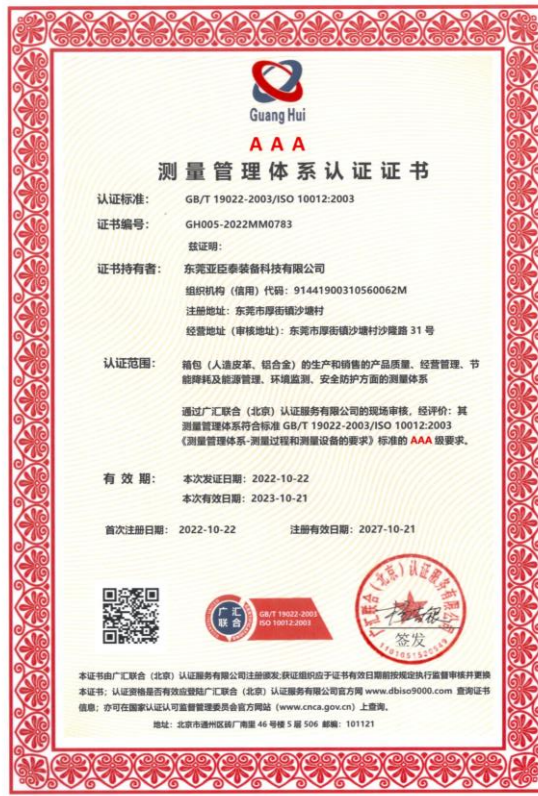 Guang Hui
AAA
测量管理体系认证证书
认证标准： GB/T 19022-2003/ISO 10012:2003
证书编号： GH005-2022MM0783
兹证明：
证书持有者： 东莞亚臣泰装备科技有限公司
组织机构（信用）代码：91441900310560062M
注册地址：东莞市厚街镇沙塘村
经营地址（审核地址）：东莞市厚街镇沙塘村沙隆路 31 号
认证范围： 箱包（人造皮革、铝合金）的生产和销售的产品质量、经营管理、节
能降耗及能源管理、环境监测、安全防护方面的测量体系
通过广汇联合（北京）认证服务有限公司的现场审核，经评价：其
测量管理体系符合标准 GB/T 19022-2003/ISO 10012:2003
《测量管理体系-测量过程和测量设备的要求》标准的 AAA 级要求。
有 效 期： 本次发证日期：2022-10-22
本次有效日期：2023-10-21
首次注册日期： 2022-10-22 注册有效日期：2027-10-21
广汇
联合
GB/T 19022-2003
ISO 10012:2003
广汇联合（北京）认证服务有限公司
签发
1101051520549
本证书由广汇联合（北京）认证服务有限公司注册颁发;获证组织应于证书有效日期前按规定执行监督审核并更换
本证书；认证资格是否有效应登陆广汇联合（北京）认证服务有限公司官方网 www.dbiso9000.com 查询证书
信息；亦可在国家认证认可监督管理委员会官方网站（www.cnca.gov.cn）上查询。
地址：北京市通州区砖厂南里 46 号楼 5 层 506 邮编：101121